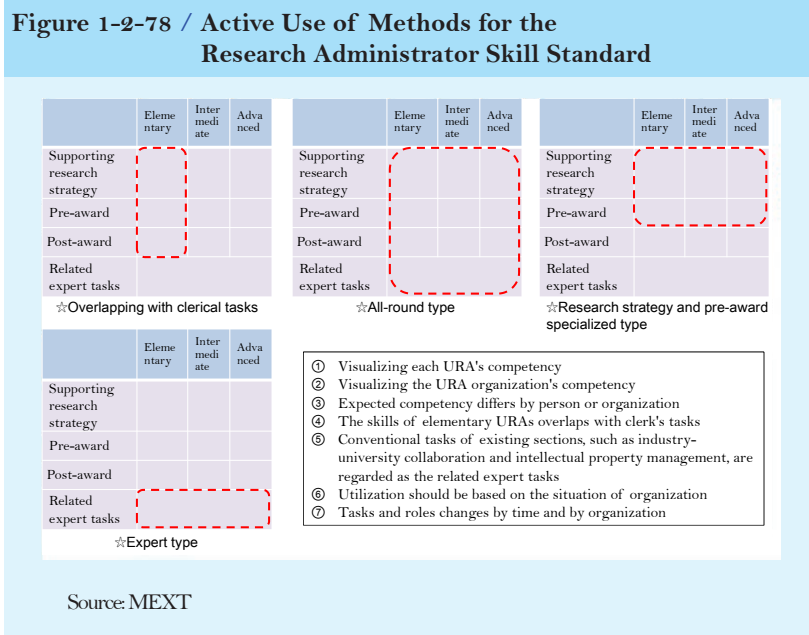 Figure 1-2-78 / Active Use of Methods for the
Research Administrator Skill Standard
Eleme
ntary
Inter
medi
ate
Adva
nced
Supporting
research
strategy
Pre-award
Post-award
Related
expert tasks
☆Overlapping with clerical tasks
Eleme
ntary
Inter
medi
ate
Adva
nced
Supporting
research
strategy
Pre-award
Post-award
Related
expert tasks
☆All-round type
Eleme
ntary
Inter
medi
ate
Adva
nced
Supporting
research
strategy
Pre-award
Post-award
Related
expert tasks
☆Research strategy and pre-award
specialized type
Eleme
ntary
Inter
medi
ate
Adva
nced
Supporting
research
strategy
Pre-award
Post-award
Related
expert tasks
☆Expert type
① Visualizing each URA's competency
② Visualizing the URA organization's competency
③ Expected competency differs by person or organization
④ The skills of elementary URAs overlaps with clerk's tasks
⑤ Conventional tasks of existing sections, such as industry-
university collaboration and intellectual property management, are
regarded as the related expert tasks
⑥ Utilization should be based on the situation of organization
⑦ Tasks and roles changes by time and by organization
Source: MEXT